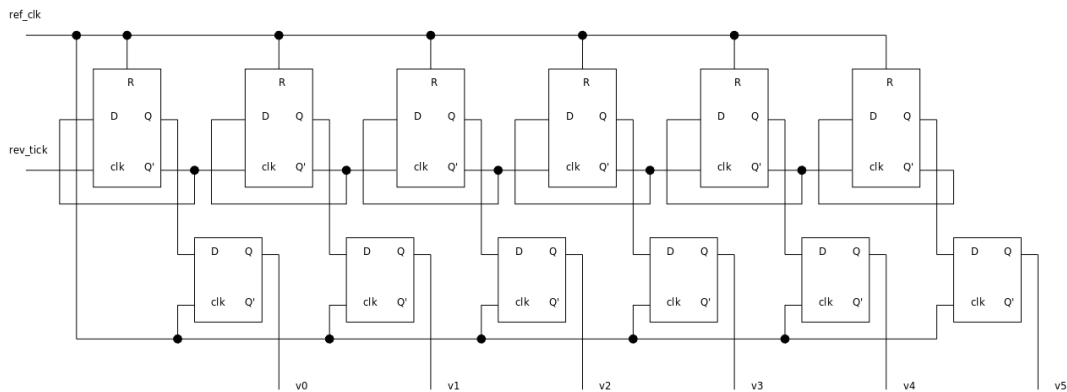 ref_clk
R R R R R R
D Q D Q D Q D Q D Q D Q
rev_tick
clk Q' clk Q' clk Q' clk Q' clk Q' clk Q'
D Q D Q D Q D Q D Q D Q
clk Q' clk Q' clk Q' clk Q' clk Q' clk Q'
v0 v1 v2 v3 v4 v5